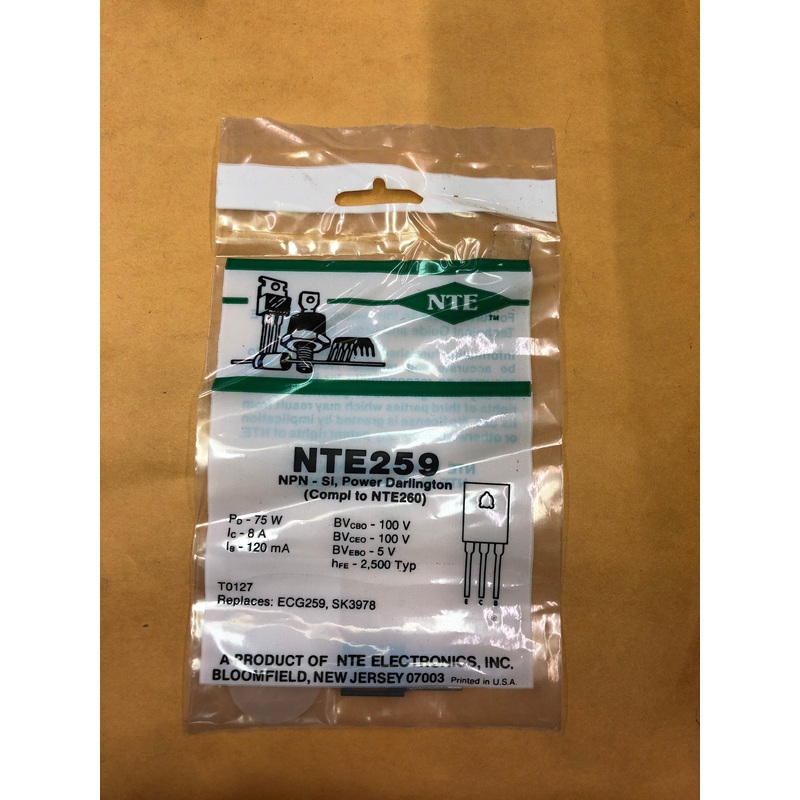 NTE
TM
NTE259
NPN - Si, Power Darlington
(Compl to NTE260)
PD - 75 W
IC - 8 A
IB - 120 mA
BVCBO - 100 V
BVCEO - 100 V
BVEBO - 5 V
hFE - 2,500 Typ
E C B
T0127
Replaces: ECG259, SK3978
A PRODUCT OF NTE ELECTRONICS, INC.
BLOOMFIELD, NEW JERSEY 07003 Printed in U.S.A.